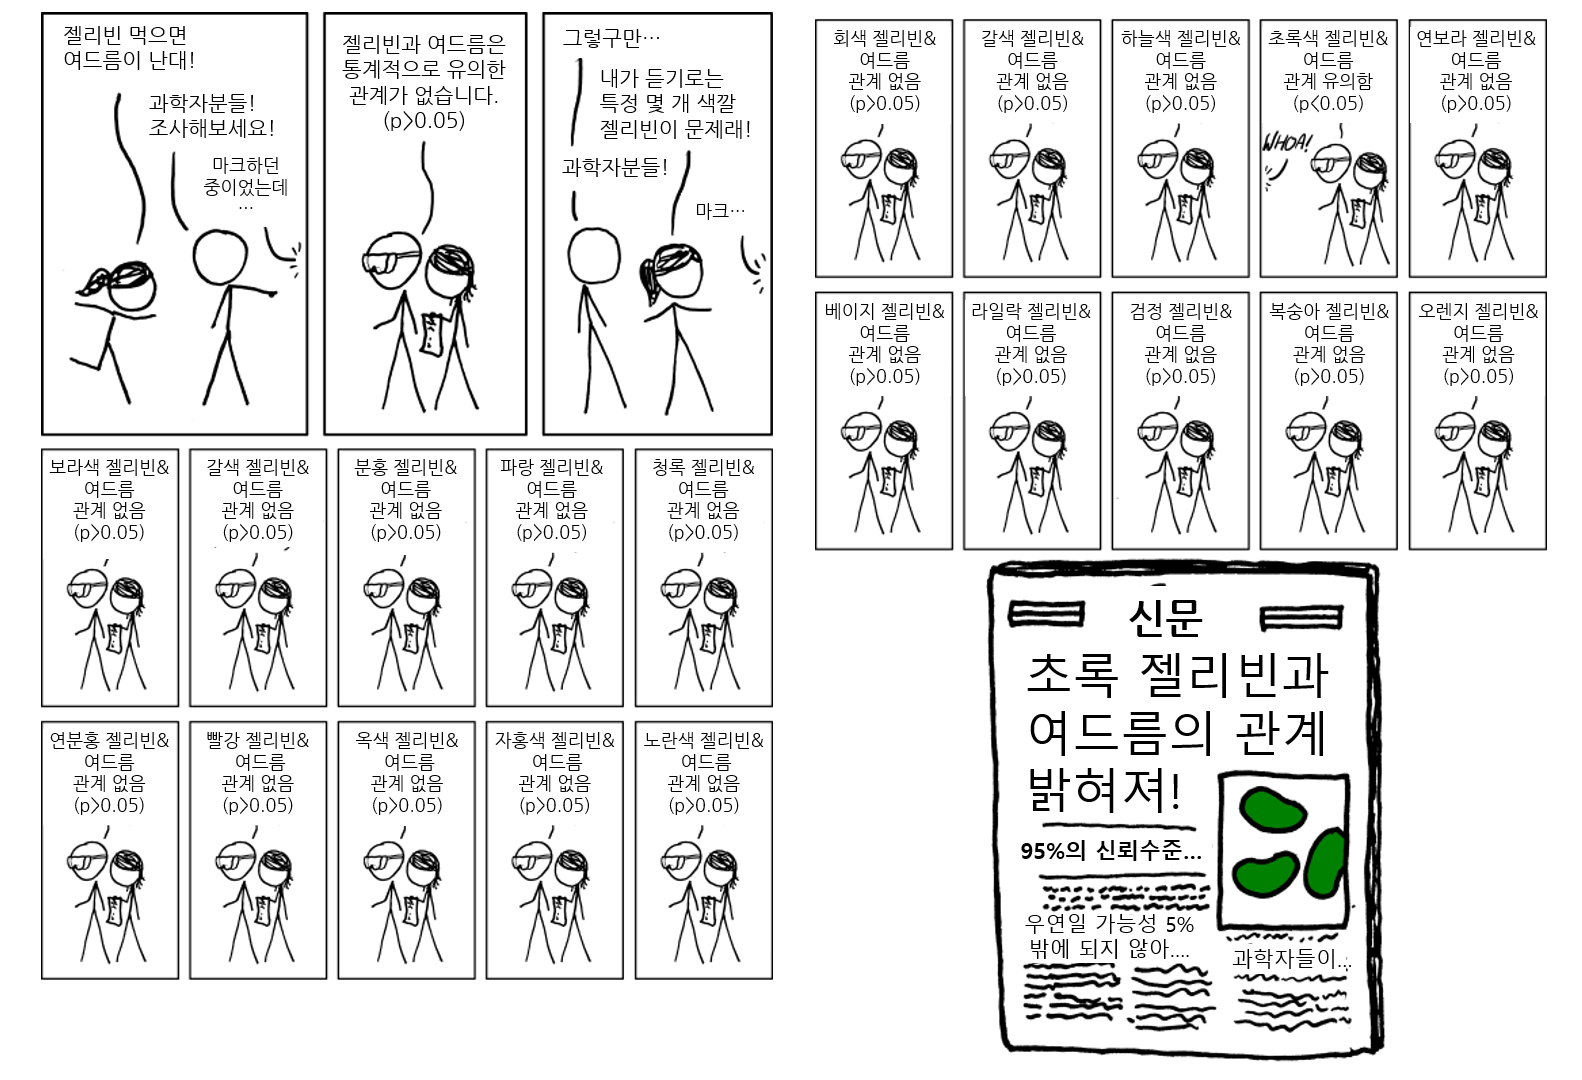 젤리빈 먹으면
여드름이 난대!
과학자분들!
조사해보세요!
마크하던
중이었는데
…
젤리빈과 여드름은
통계적으로 유의한
관계가 없습니다.
(p>0.05)
그렇구만…
내가 듣기로는
특정 몇 개 색깔
젤리빈이 문제래!
과학자분들!
마크…
보라색 젤리빈&
여드름
관계 없음
(p>0.05)
갈색 젤리빈&
여드름
관계 없음
(p>0.05)
분홍 젤리빈&
여드름
관계 없음
(p>0.05)
파랑 젤리빈&
여드름
관계 없음
(p>0.05)
청록 젤리빈&
여드름
관계 없음
(p>0.05)
연분홍 젤리빈&
여드름
관계 없음
(p>0.05)
빨강 젤리빈&
여드름
관계 없음
(p>0.05)
옥색 젤리빈&
여드름
관계 없음
(p>0.05)
자홍색 젤리빈&
여드름
관계 없음
(p>0.05)
노란색 젤리빈&
여드름
관계 없음
(p>0.05)
회색 젤리빈&
여드름
관계 없음
(p>0.05)
갈색 젤리빈&
여드름
관계 없음
(p>0.05)
하늘색 젤리빈&
여드름
관계 없음
(p>0.05)
초록색 젤리빈&
여드름
관계 유의함
(p<0.05)
WHOA!
연보라 젤리빈&
여드름
관계 없음
(p>0.05)
베이지 젤리빈&
여드름
관계 없음
(p>0.05)
라일락 젤리빈&
여드름
관계 없음
(p>0.05)
검정 젤리빈&
여드름
관계 없음
(p>0.05)
복숭아 젤리빈&
여드름
관계 없음
(p>0.05)
오렌지 젤리빈&
여드름
관계 없음
(p>0.05)
신문
초록 젤리빈과
여드름의 관계
밝혀져!
95%의 신뢰수준...
우연일 가능성 5%
밖에 되지 않아....
과학자들이...